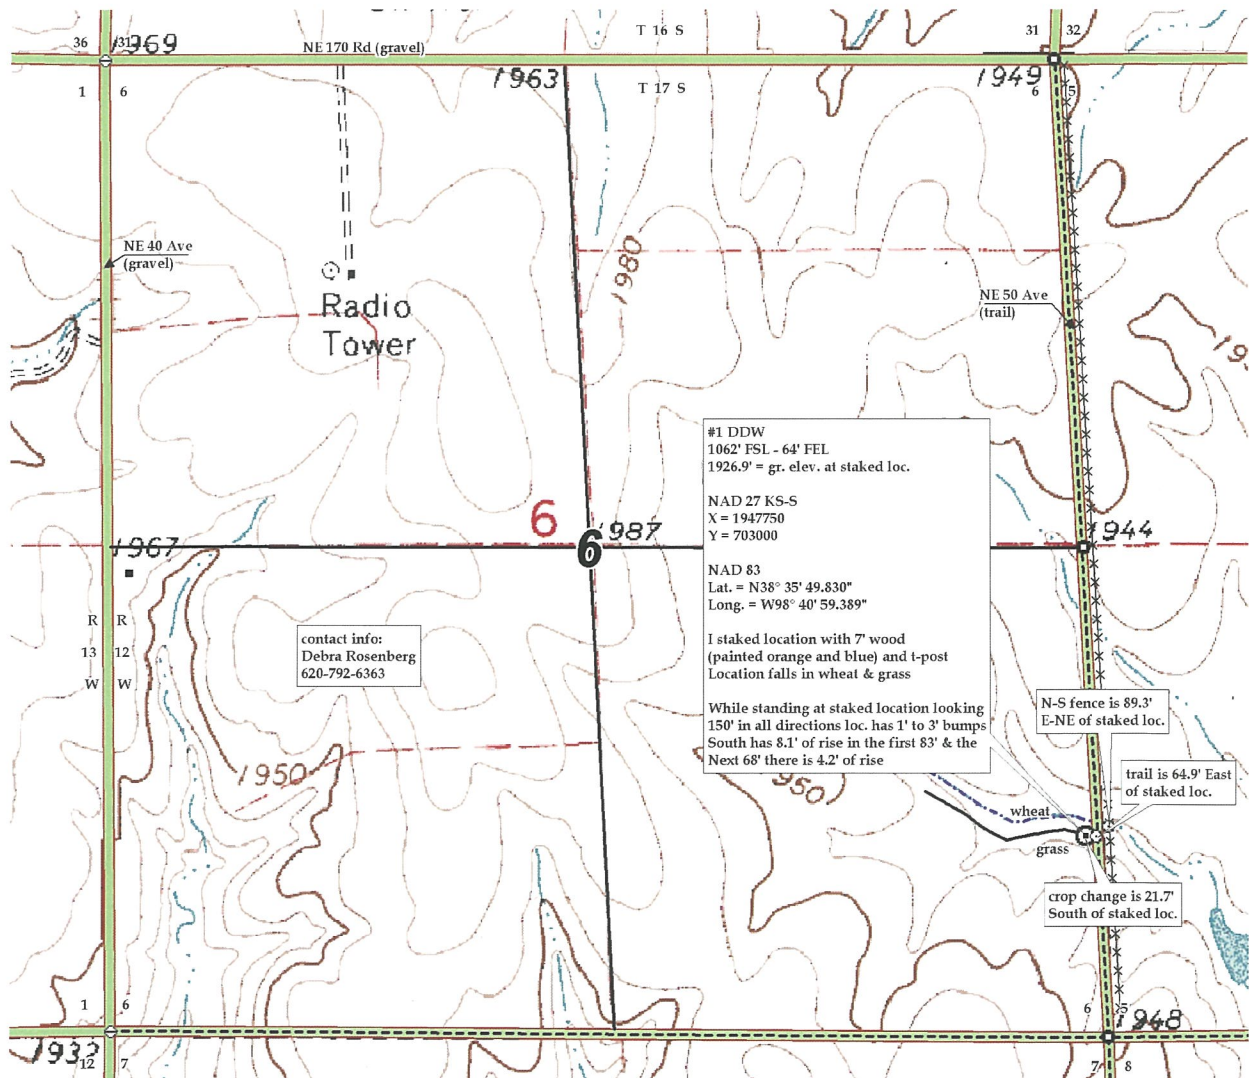 T 16 S
36
31
1969
NE 170 Rd (gravel)
31
32
1963
1949
1
6
T 17 S
6
5
NE 40 Ave
(gravel)
1980
Radio
Tower
NE 50 Ave
(trail)
#1 DDW
1062' FSL - 64' FEL
1926.9' = gr. elev. at staked loc.
NAD 27 KS-S
X = 1947750
Y = 703000
NAD 83
Lat. = N38° 35' 49.830"
Long. = W98° 40' 59.389"
I staked location with 7' wood
(painted orange and blue) and t-post
Location falls in wheat & grass
While standing at staked location looking
150' in all directions loc. has 1' to 3' bumps
South has 8.1' of rise in the first 83' & the
Next 68' there is 4.2' of rise
6
1967
6
1987
1944
R
R
13
12
W
W
contact info:
Debra Rosenberg
620-792-6363
N-S fence is 89.3'
E-NE of staked loc.
1950
950
trail is 64.9' East
of staked loc.
wheat
grass
crop change is 21.7'
South of staked loc.
1
6
6
5
1948
1932
12
7
7
8